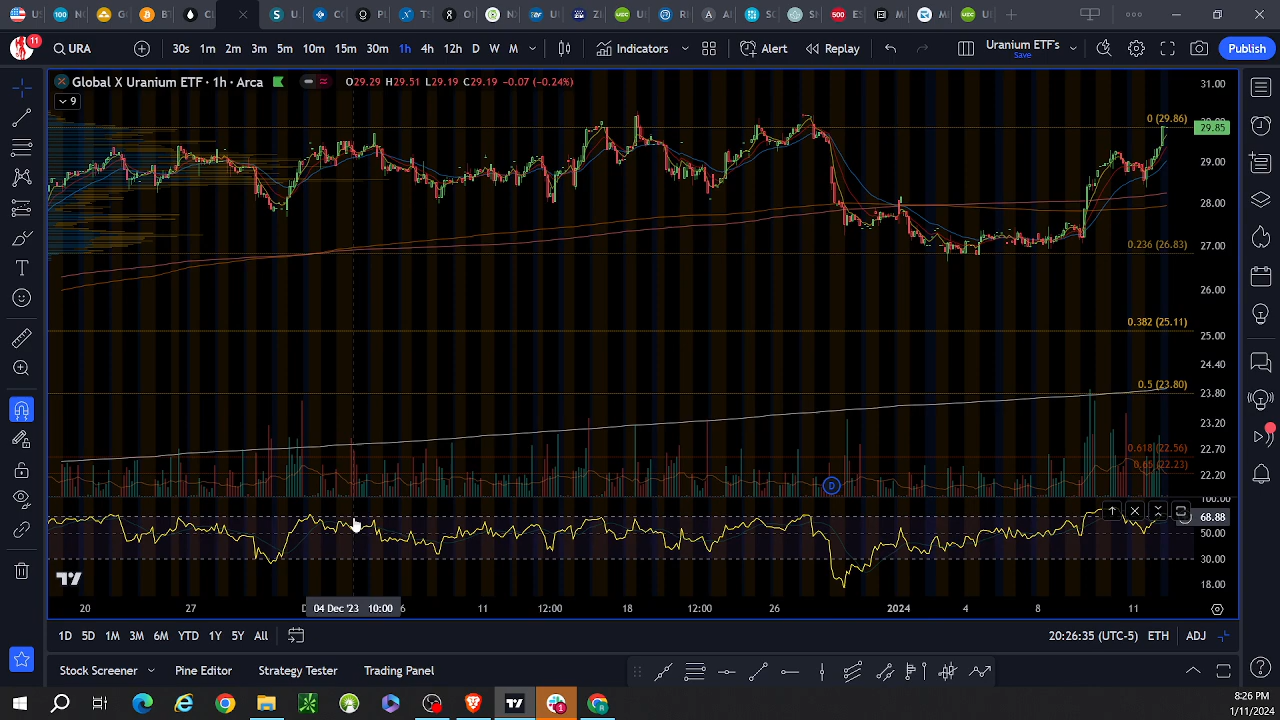 URA
30s 1m 2m 3m 5m 10m 15m 30m 1h 4h 12h D W M
Indicators
Alert
Replay
Uranium ETFs
Save
Publish
11
Global X Uranium ETF · 1h · Arca
O29.29 H29.51 L29.19 C29.19 −0.07 (−0.24%)
9
31.00
0 (29.86)
29.85
29.00
28.00
0.236 (26.83)
27.00
26.00
0.382 (25.11)
25.00
24.40
0.5 (23.80)
23.80
23.20
0.618 (22.56)
22.70
0.65 (22.23)
22.20
D
100.00
68.88
50.00
30.00
18.00
20 27 04 Dec '23 10:00 6 11 12:00 18 12:00 26 2024 4 8 11
1D 5D 1M 3M 6M YTD 1Y 5Y All
20:26:35 (UTC-5) ETH ADJ
Stock Screener
Pine Editor
Strategy Tester
Trading Panel
8:26 PM
1/11/2024